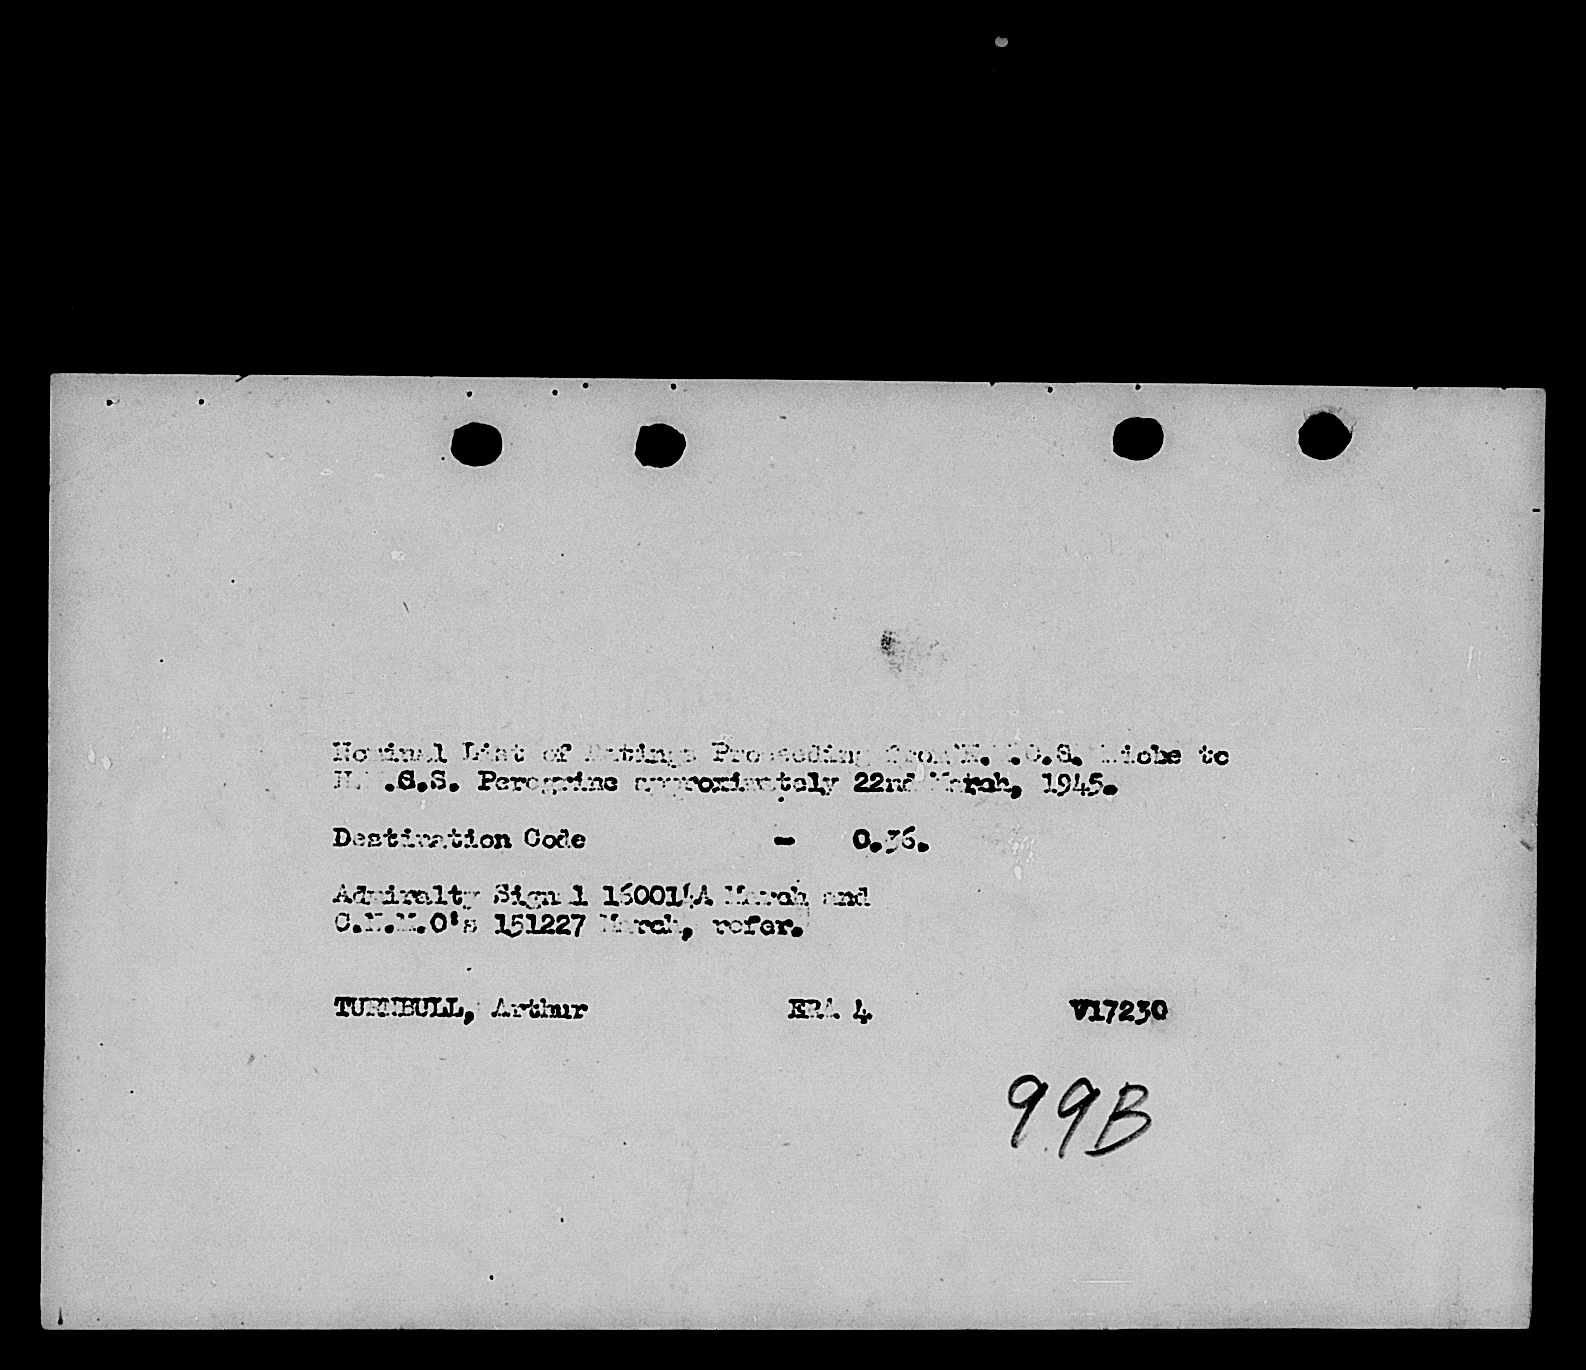 Nominal List of Ratings Proceeding from H.M.C.S. Niobe to
H.M.C.S. Peregrine approximately 22nd March, 1945.
Destination Code - 0.36.
Admiralty Signal 160014A March and
C.N.M.O's 151227 March, refer.
TURNBULL, Arthur ERA 4 V17230
99B